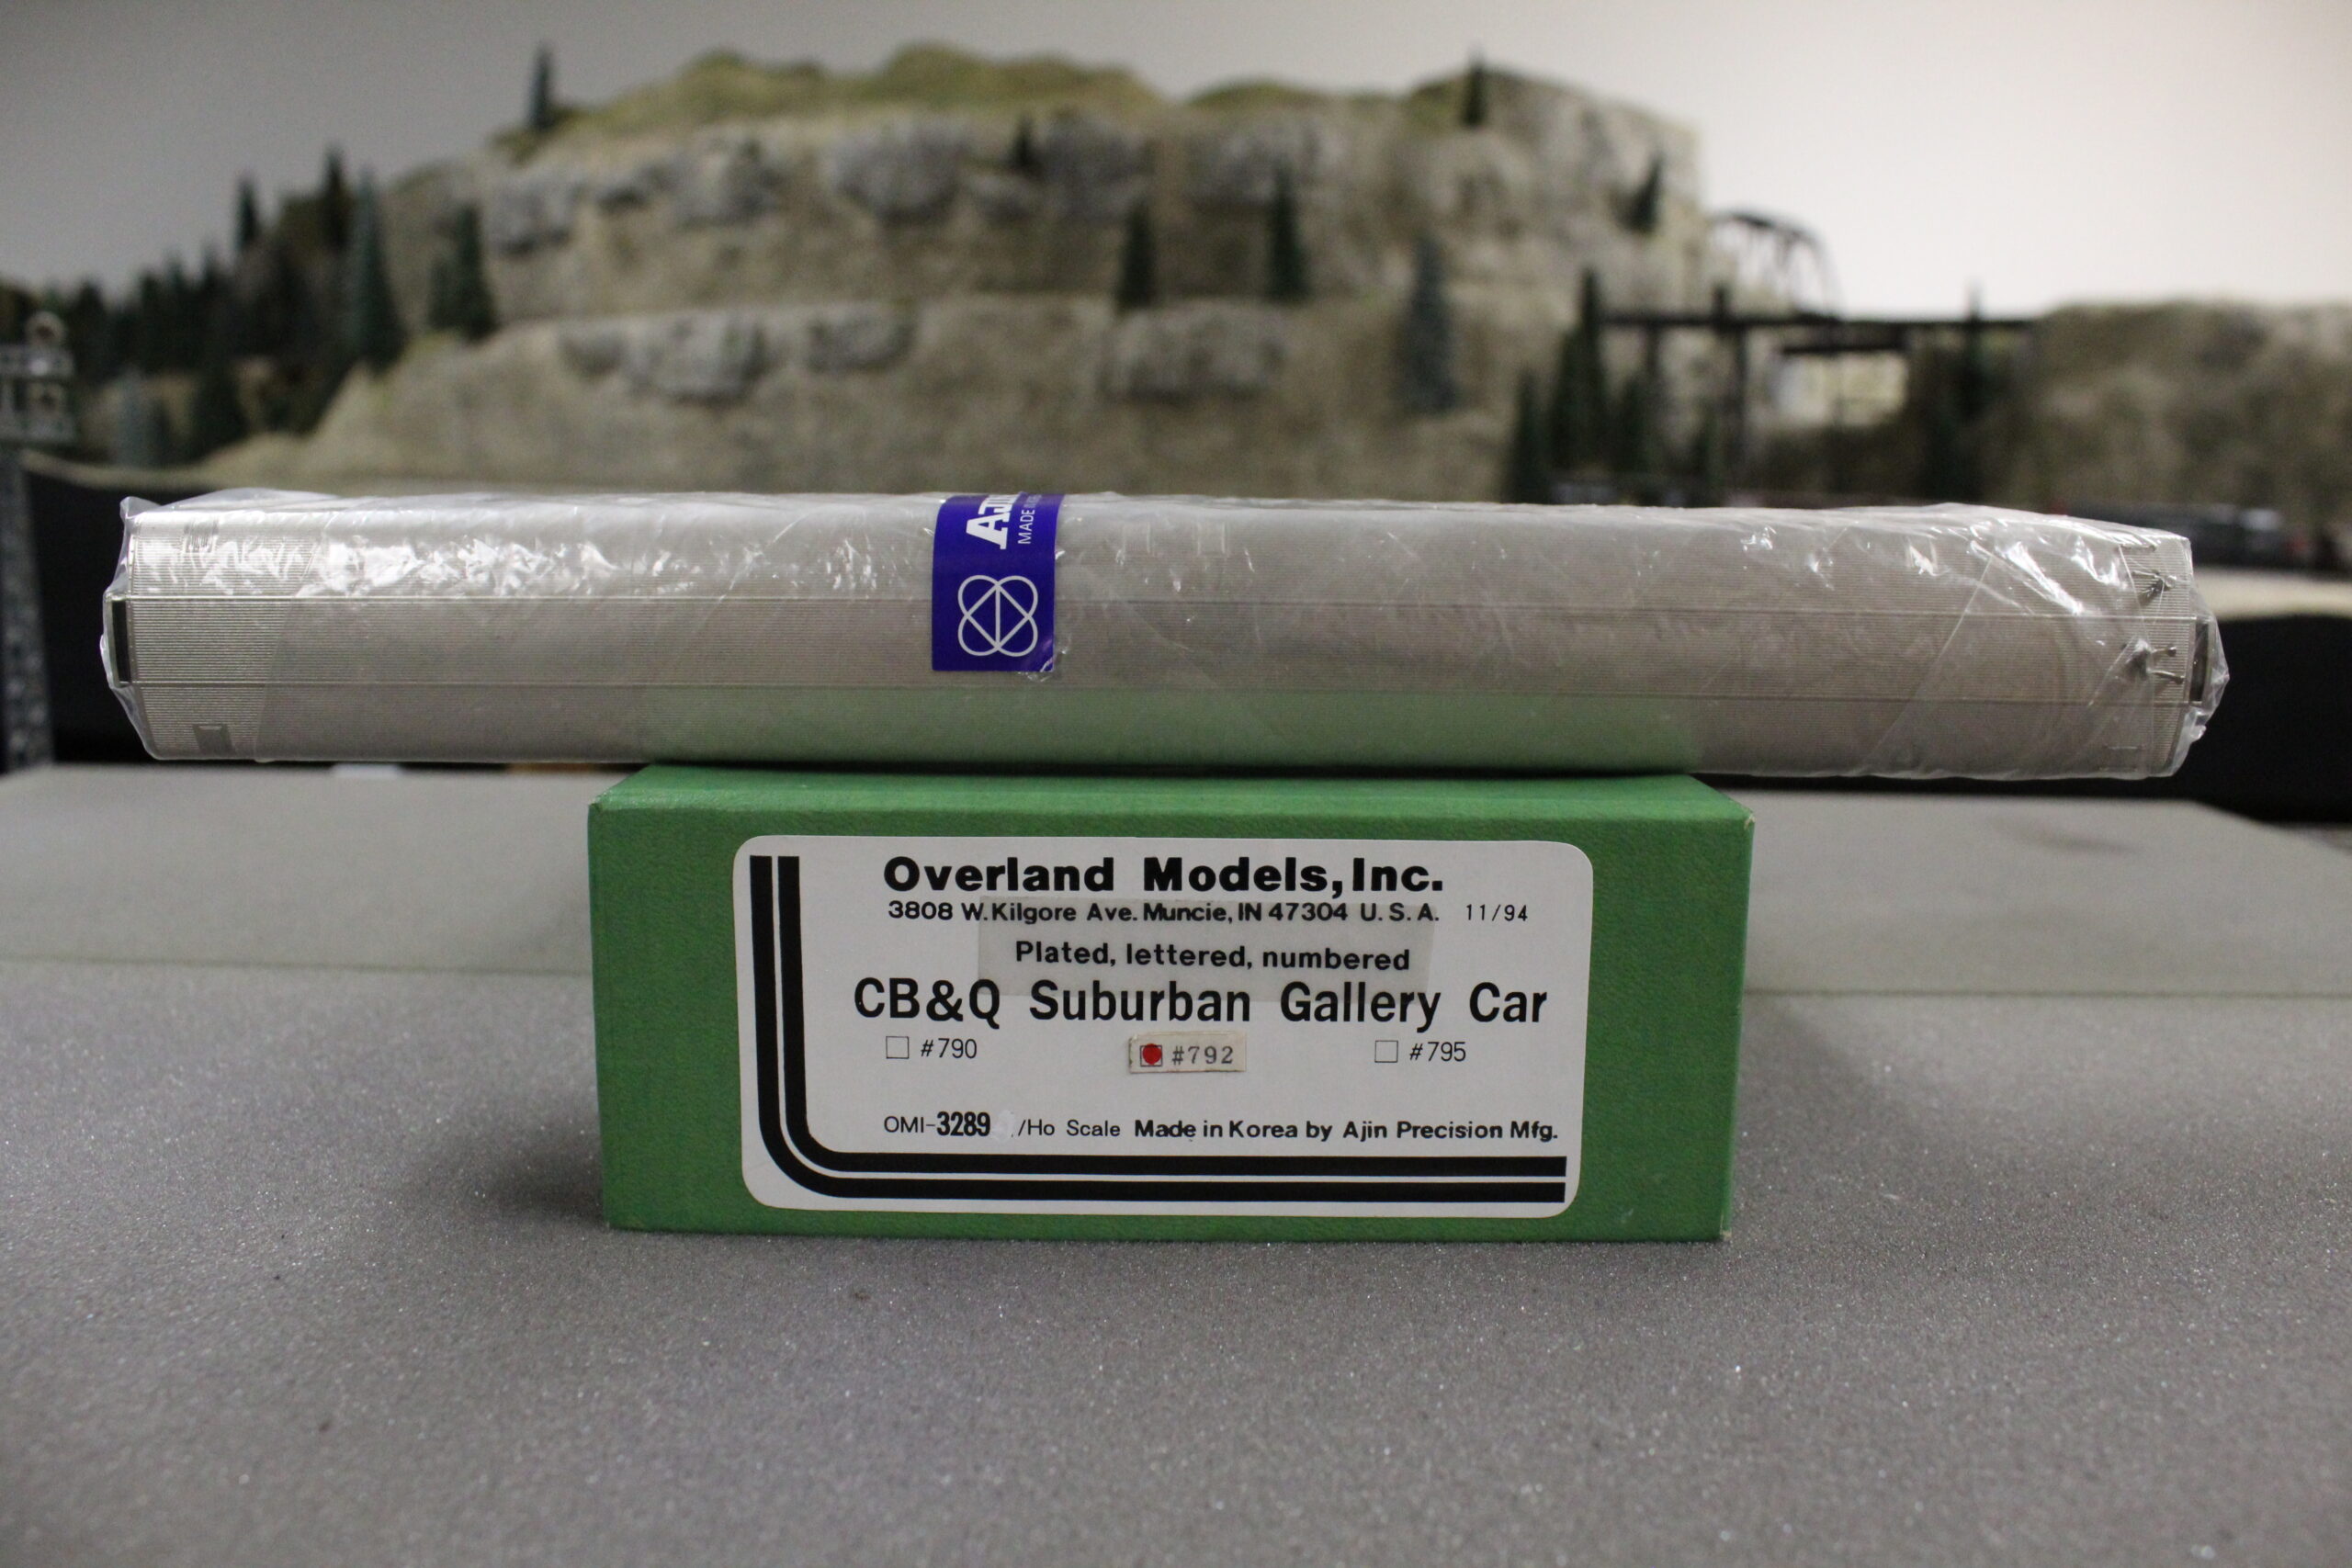 MADE
Overland Models, Inc.
3808 W. Kilgore Ave. Muncie, IN 47304 U.S.A. 11/94
Plated, lettered, numbered
CB&Q Suburban Gallery Car
#790 #792 #795
OMI-3289 /Ho Scale Made in Korea by Ajin Precision Mfg.